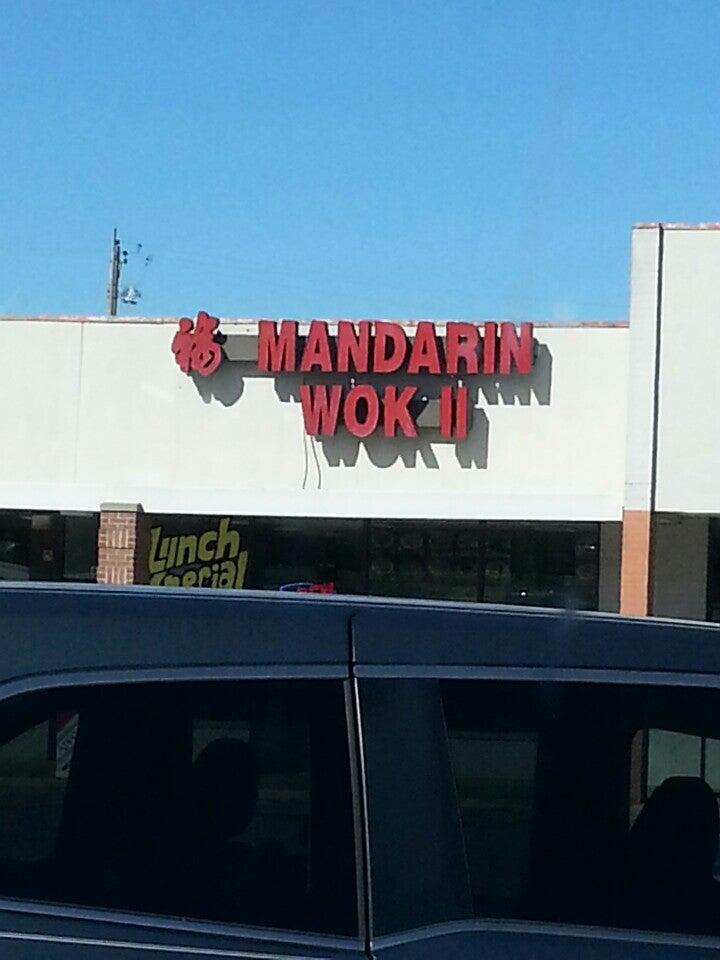 福 MANDARIN
WOK II
Lunch
Special